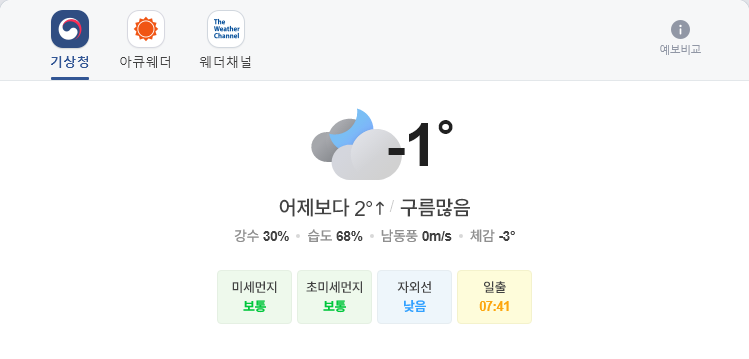 The Weather Channel
기상청 아큐웨더 웨더채널
예보비교
-1°
어제보다 2°↑ / 구름많음
강수 30% 습도 68% 남동풍 0m/s 체감 -3°
미세먼지 초미세먼지 자외선 일출
보통 보통 낮음 07:41